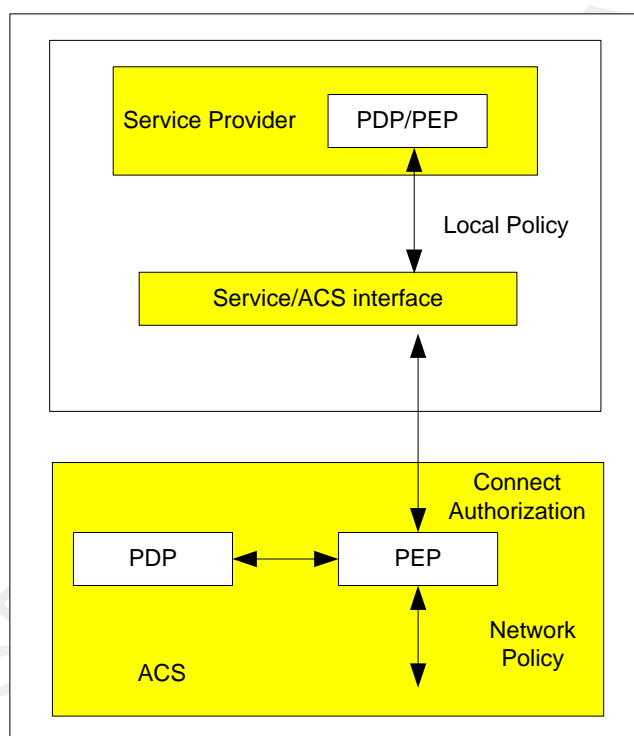 Service Provider
PDP/PEP
Local Policy
Service/ACS interface
Connect
Authorization
PDP
PEP
Network
Policy
ACS